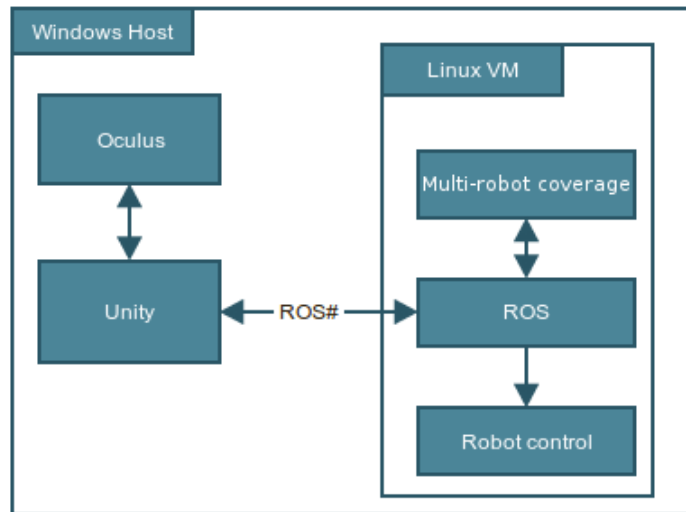 Windows Host
Linux VM
Oculus
Multi-robot coverage
Unity
ROS#
ROS
Robot control